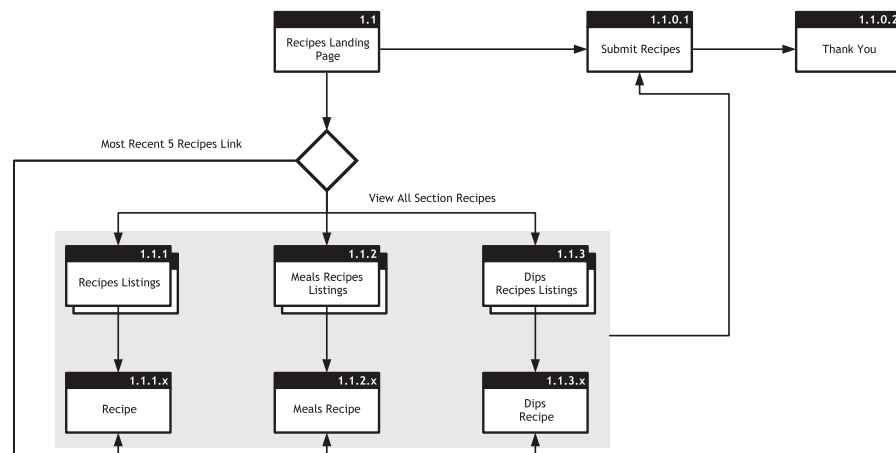 1.1
Recipes Landing
Page
1.1.0.1
Submit Recipes
1.1.0.2
Thank You
Most Recent 5 Recipes Link
View All Section Recipes
1.1.1
Recipes Listings
1.1.2
Meals Recipes
Listings
1.1.3
Dips
Recipes Listings
1.1.1.x
Recipe
1.1.2.x
Meals Recipe
1.1.3.x
Dips
Recipe